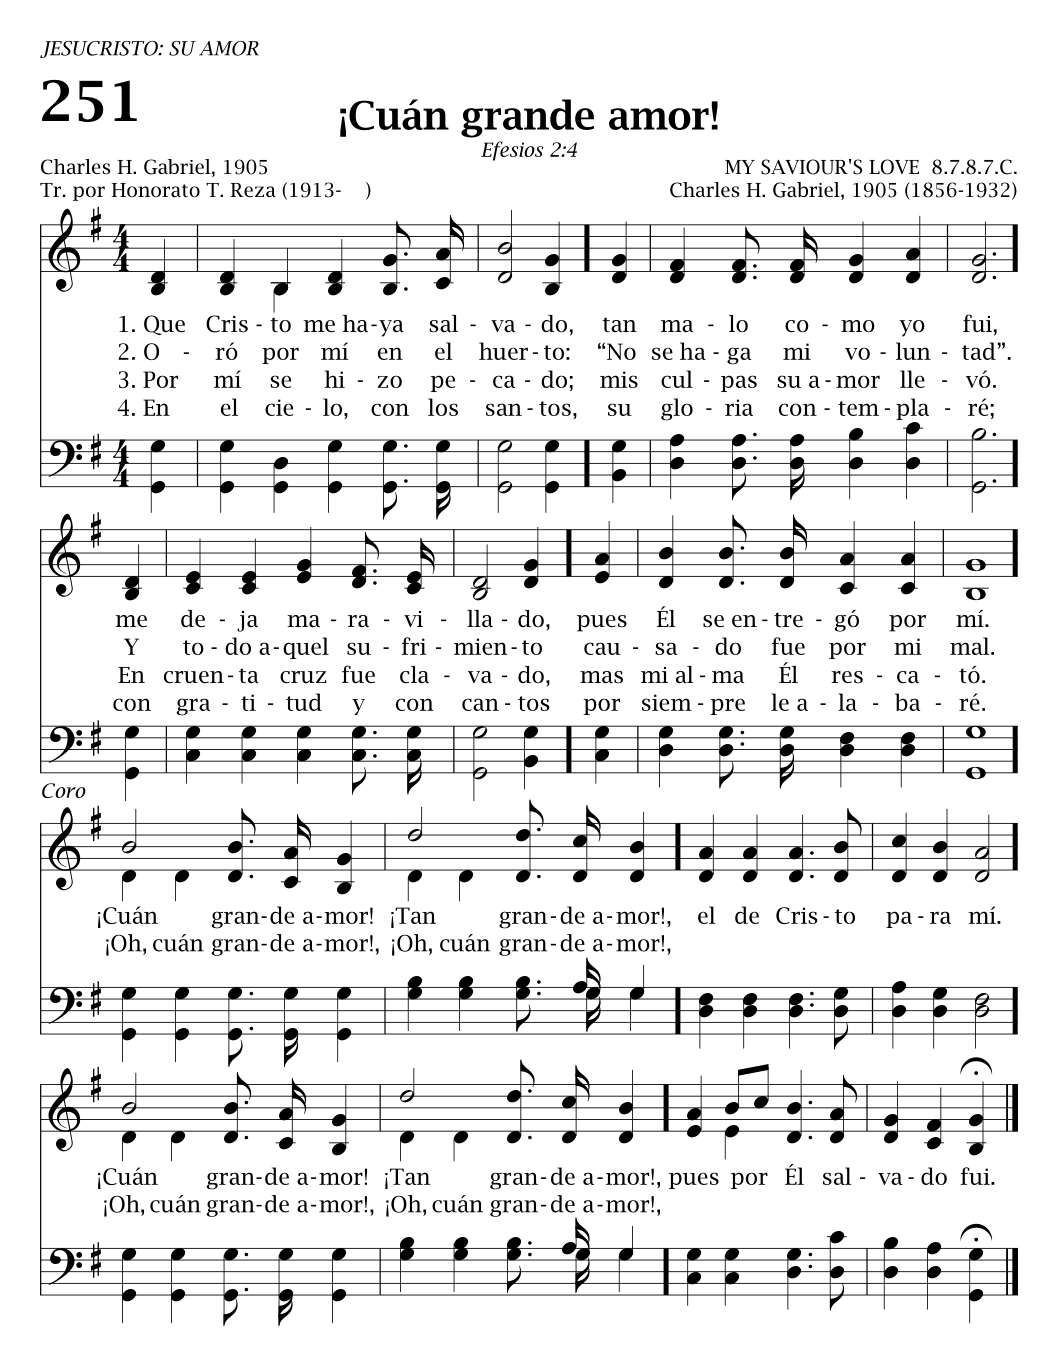 JESUCRISTO: SU AMOR
251
¡Cuán grande amor!
Efesios 2:4
Charles H. Gabriel, 1905
MY SAVIOUR'S LOVE 8.7.8.7.C.
Tr. por Honorato T. Reza (1913- )
Charles H. Gabriel, 1905 (1856-1932)
1. Que Cris - to me ha - ya sal - va - do, tan ma - lo co - mo yo fui,
2. O - ró por mí en el huer - to: “No se ha - ga mi vo - lun - tad”.
3. Por mí se hi - zo pe - ca - do; mis cul - pas su a - mor lle - vó.
4. En el cie - lo, con los san - tos, su glo - ria con - tem - pla - ré;
me de - ja ma - ra - vi - lla - do, pues Él se en - tre - gó por mí.
Y to - do a - quel su - fri - mien - to cau - sa - do fue por mi mal.
En cruen - ta cruz fue cla - va - do, mas mi al - ma Él res - ca - tó.
con gra - ti - tud y con can - tos por siem - pre le a - la - ba - ré.
Coro
¡Cuán gran - de a - mor! ¡Tan gran - de a - mor!, el de Cris - to pa - ra mí.
¡Oh, cuán gran - de a - mor!, ¡Oh, cuán gran - de a - mor!,
¡Cuán gran - de a - mor! ¡Tan gran - de a - mor!, pues por Él sal - va - do fui.
¡Oh, cuán gran - de a - mor!, ¡Oh, cuán gran - de a - mor!,